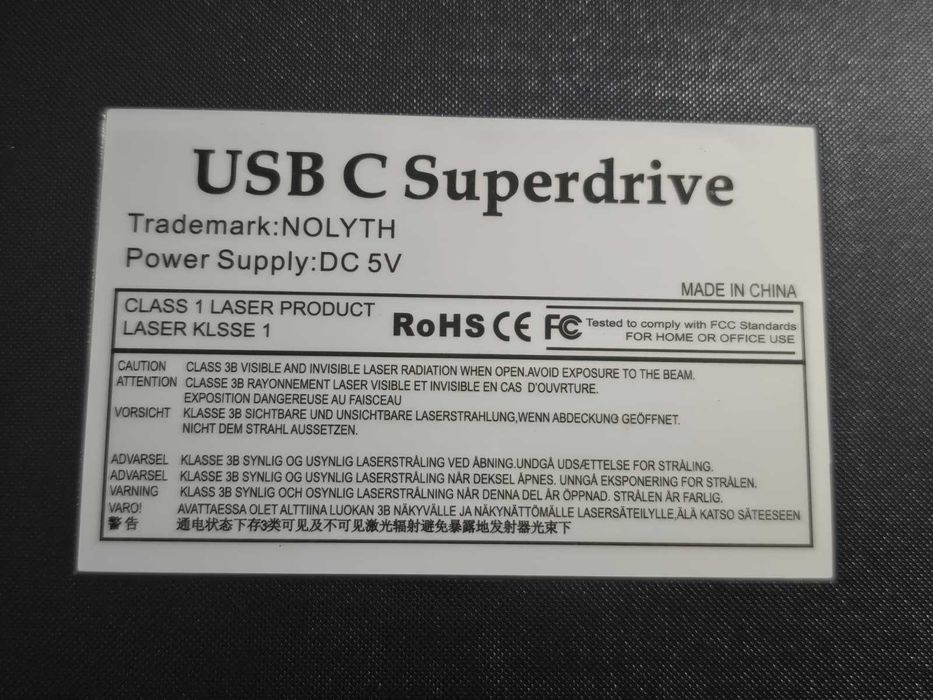 USB C Superdrive
Trademark:NOLYTH
Power Supply:DC 5V
MADE IN CHINA
CLASS 1 LASER PRODUCT
LASER KLSSE 1
RoHS CE FC Tested to comply with FCC Standards
FOR HOME OR OFFICE USE
CAUTION CLASS 3B VISIBLE AND INVISIBLE LASER RADIATION WHEN OPEN.AVOID EXPOSURE TO THE BEAM.
ATTENTION CLASSE 3B RAYONNEMENT LASER VISIBLE ET INVISIBLE EN CAS D'OUVRTURE.
EXPOSITION DANGEREUSE AU FAISCEAU
VORSICHT KLASSE 3B SICHTBARE UND UNSICHTBARE LASERSTRAHLUNG,WENN ABDECKUNG GEÖFFNET.
NICHT DEM STRAHL AUSSETZEN.
ADVARSEL KLASSE 3B SYNLIG OG USYNLIG LASERSTRÅLING VED ÅBNING.UNDGÅ UDSÆTTELSE FOR STRÅLING.
ADVARSEL KLASSE 3B SYNLIG OG USYNLIG LASERSTRÅLING NÅR DEKSEL ÅPNES. UNNGÅ EKSPONERING FOR STRÅLEN.
VARNING KLASS 3B SYNLIG OCH OSYNLIG LASERSTRÅLNING NÅR DENNA DEL ÄR ÖPPNAD. STRÅLEN ÄR FARLIG.
VARO! AVATTAESSA OLET ALTTIINA LUOKAN 3B NÄKYVÄLLE JA NÄKYNÄTTÖMÄLLE LASERSÄTEILYLLE,ÄLÄ KATSO SÄTEESEEN
警告 通电状态下存3类可见及不可见激光辐射避免暴露地发射器光束下